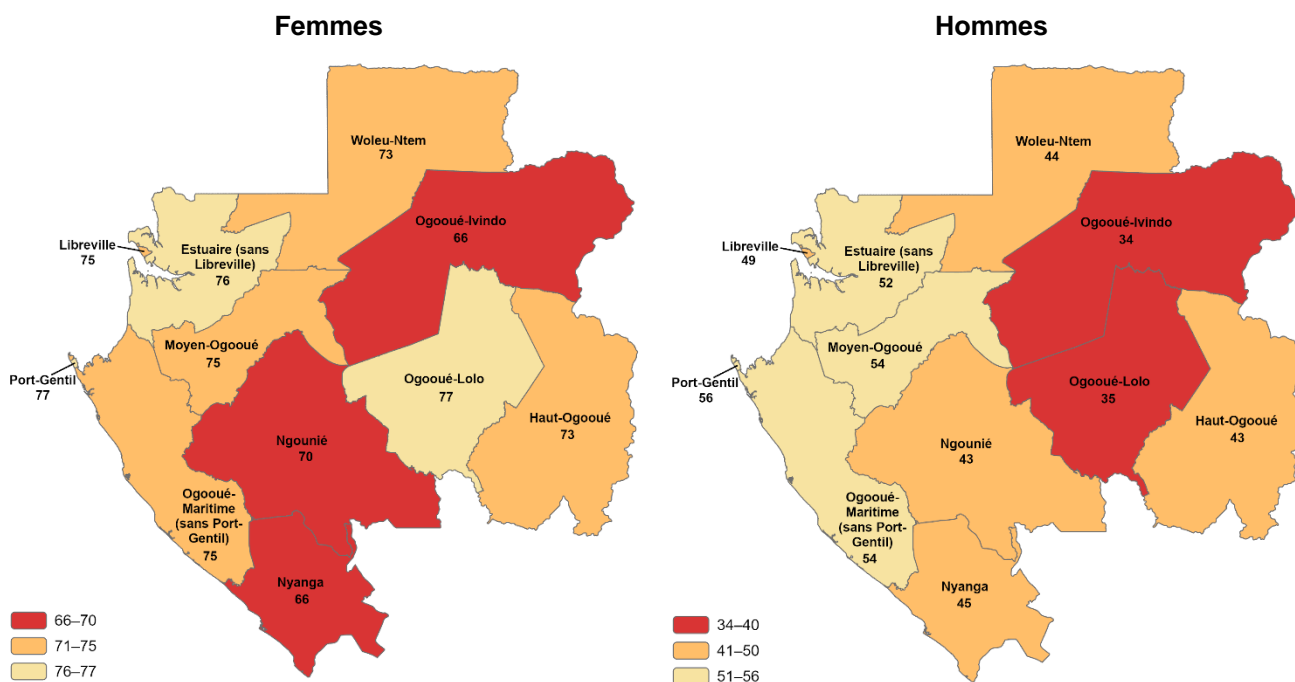 Femmes
Woleu-Ntem
73
Ogooué-Ivindo
66
Libreville
75
Estuaire (sans
Libreville)
76
Moyen-Ogooué
75
Port-Gentil
77
Ogooué-Lolo
77
Haut-Ogooué
73
Ngounié
70
Ogooué-
Maritime
(sans Port-
Gentil)
75
Nyanga
66
66–70
71–75
76–77
Hommes
Woleu-Ntem
44
Ogooué-Ivindo
34
Libreville
49
Estuaire (sans
Libreville)
52
Moyen-Ogooué
54
Port-Gentil
56
Ogooué-Lolo
35
Haut-Ogooué
43
Ngounié
43
Ogooué-
Maritime
(sans Port-
Gentil)
54
Nyanga
45
34–40
41–50
51–56